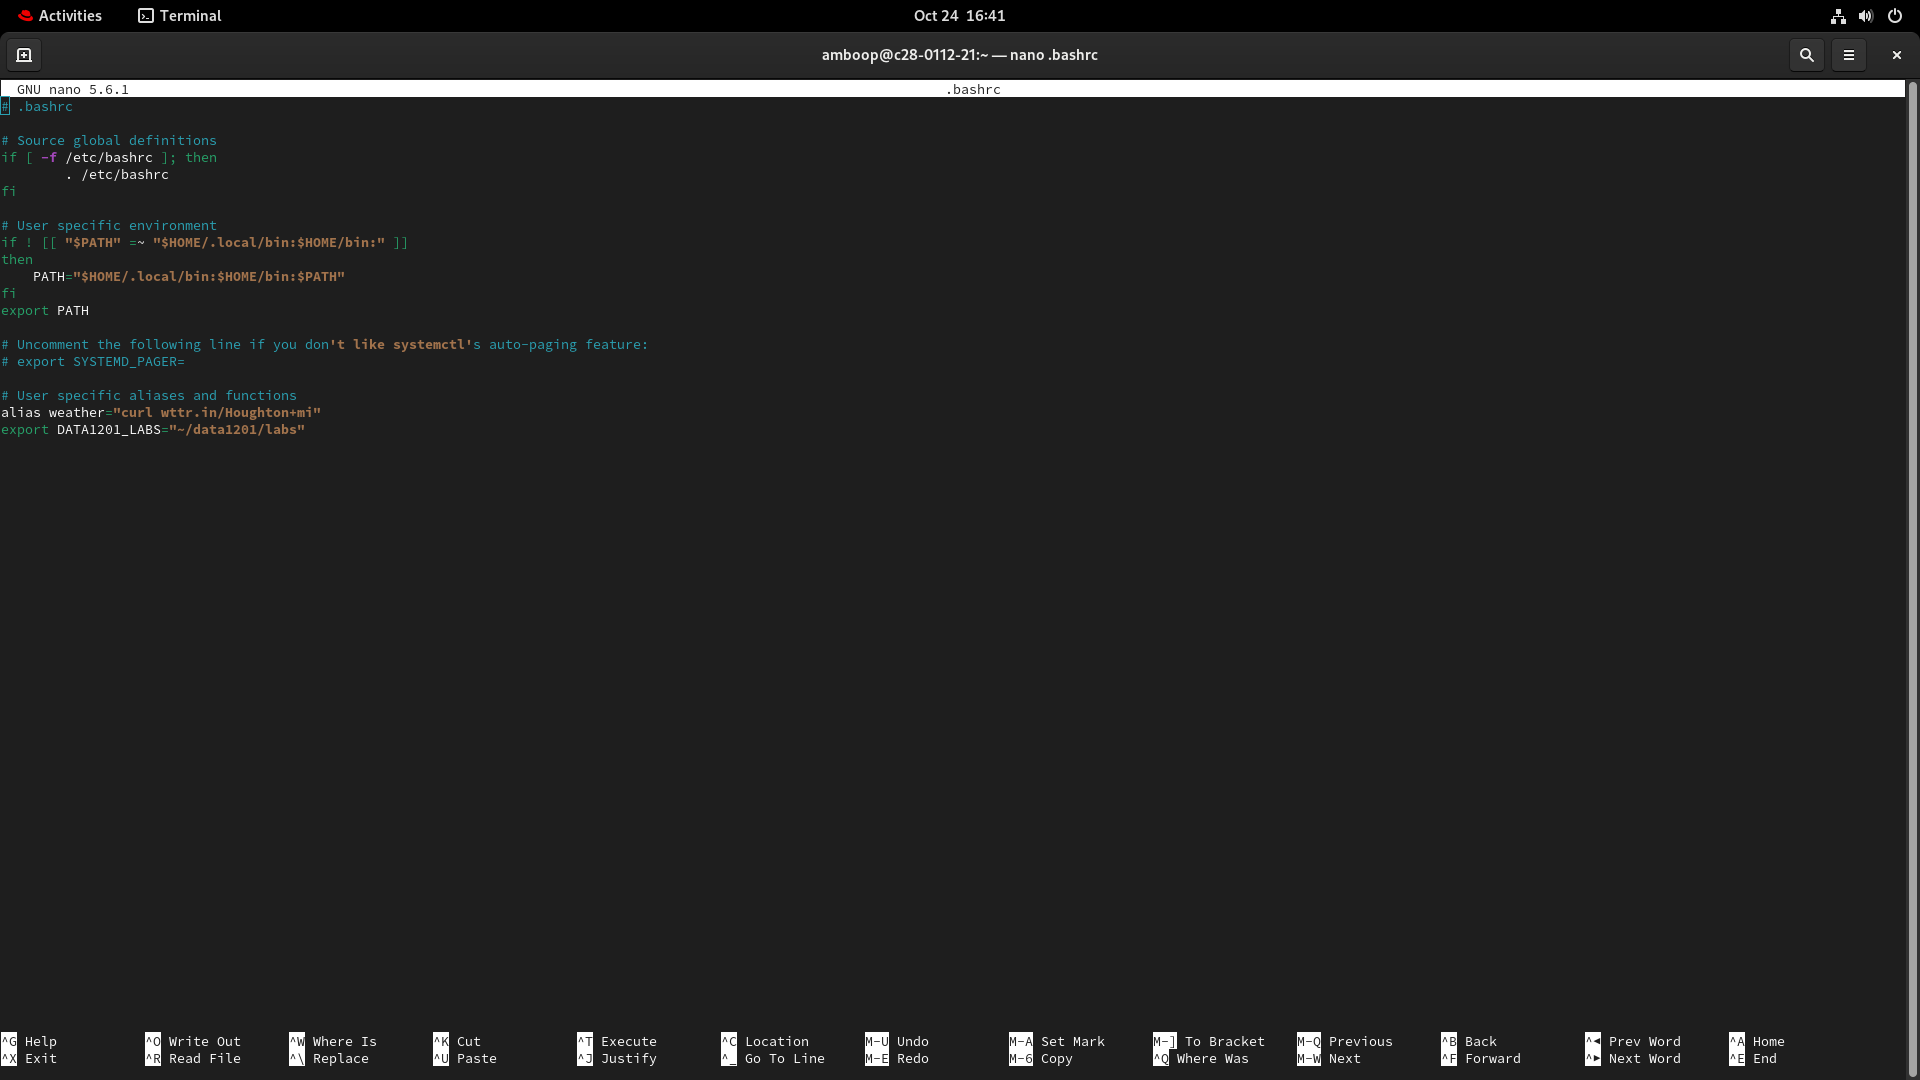 Activities Terminal Oct 24 16:41
amboop@c28-0112-21:~ — nano .bashrc
GNU nano 5.6.1 .bashrc
# .bashrc

# Source global definitions
if [ -f /etc/bashrc ]; then
        . /etc/bashrc
fi

# User specific environment
if ! [[ "$PATH" =~ "$HOME/.local/bin:$HOME/bin:" ]]
then
    PATH="$HOME/.local/bin:$HOME/bin:$PATH"
fi
export PATH

# Uncomment the following line if you don't like systemctl's auto-paging feature:
# export SYSTEMD_PAGER=

# User specific aliases and functions
alias weather="curl wttr.in/Houghton+mi"
export DATA1201_LABS="~/data1201/labs"
^G Help ^O Write Out ^W Where Is ^K Cut ^T Execute ^C Location M-U Undo M-A Set Mark M-] To Bracket M-Q Previous ^B Back ^◂ Prev Word ^A Home
^X Exit ^R Read File ^\ Replace ^U Paste ^J Justify ^_ Go To Line M-E Redo M-6 Copy ^Q Where Was M-W Next ^F Forward ^▸ Next Word ^E End